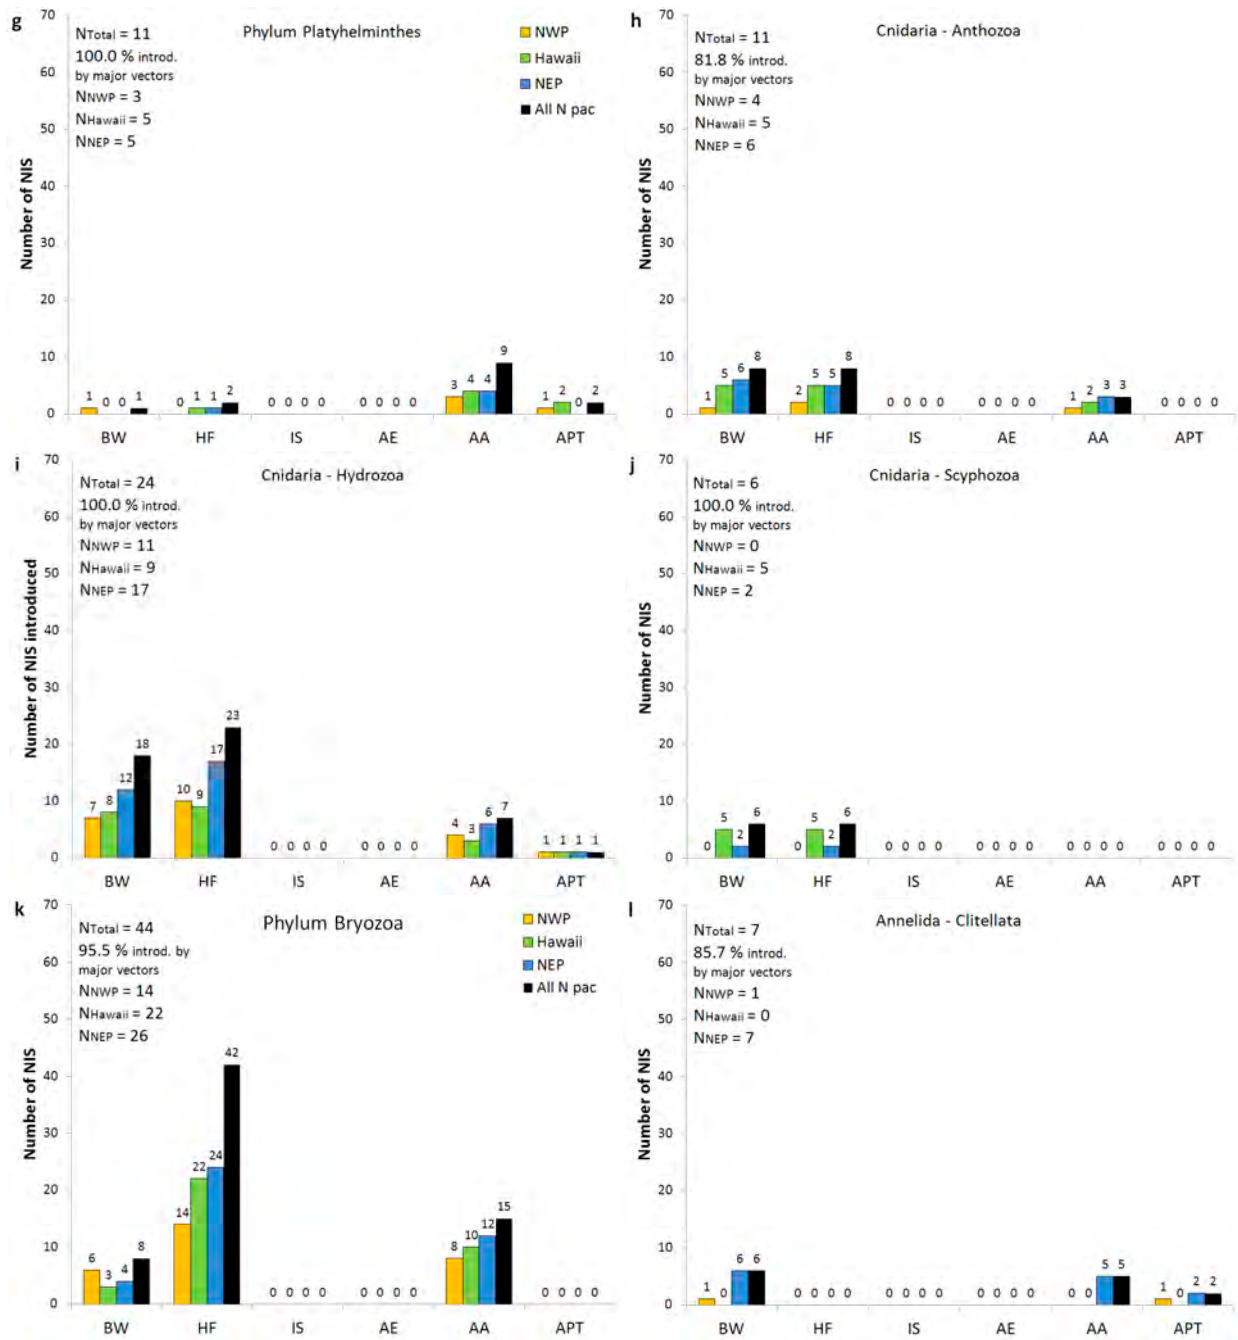 g
Phylum Platyhelminthes
NTotal = 11
100.0 % introd.
by major vectors
NNWP = 3
NHawaii = 5
NNEP = 5
NWP
Hawaii
NEP
All N pac
Number of NIS
70
60
50
40
30
20
10
0
1 0 0 1
0 1 1 2
0 0 0 0
0 0 0 0
3 4 4 9
1 2 0 2
BW HF IS AE AA APT
h
Cnidaria - Anthozoa
NTotal = 11
81.8 % introd.
by major vectors
NNWP = 4
NHawaii = 5
NNEP = 6
Number of NIS
70
60
50
40
30
20
10
0
1 5 6 8
2 5 5 8
0 0 0 0
0 0 0 0
1 2 3 3
0 0 0 0
BW HF IS AE AA APT
i
Cnidaria - Hydrozoa
NTotal = 24
100.0 % introd.
by major vectors
NNWP = 11
NHawaii = 9
NNEP = 17
Number of NIS introduced
70
60
50
40
30
20
10
0
7 8 12 18
10 9 17 23
0 0 0 0
0 0 0 0
4 3 6 7
1 1 1 1
BW HF IS AE AA APT
j
Cnidaria - Scyphozoa
NTotal = 6
100.0 % introd.
by major vectors
NNWP = 0
NHawaii = 5
NNEP = 2
Number of NIS
70
60
50
40
30
20
10
0
0 5 2 6
0 5 2 6
0 0 0 0
0 0 0 0
0 0 0 0
0 0 0 0
BW HF IS AE AA APT
k
Phylum Bryozoa
NTotal = 44
95.5 % introd. by
major vectors
NNWP = 14
NHawaii = 22
NNEP = 26
NWP
Hawaii
NEP
All N pac
Number of NIS
70
60
50
40
30
20
10
0
6 3 4 8
14 22 24 42
0 0 0 0
0 0 0 0
8 10 12 15
0 0 0 0
BW HF IS AE AA APT
l
Annelida - Clitellata
NTotal = 7
85.7 % introd.
by major vectors
NNWP = 1
NHawaii = 0
NNEP = 7
Number of NIS
70
60
50
40
30
20
10
0
1 0 6 6
0 0 0 0
0 0 0 0
0 0 0 0
0 0 5 5
1 0 2 2
BW HF IS AE AA APT